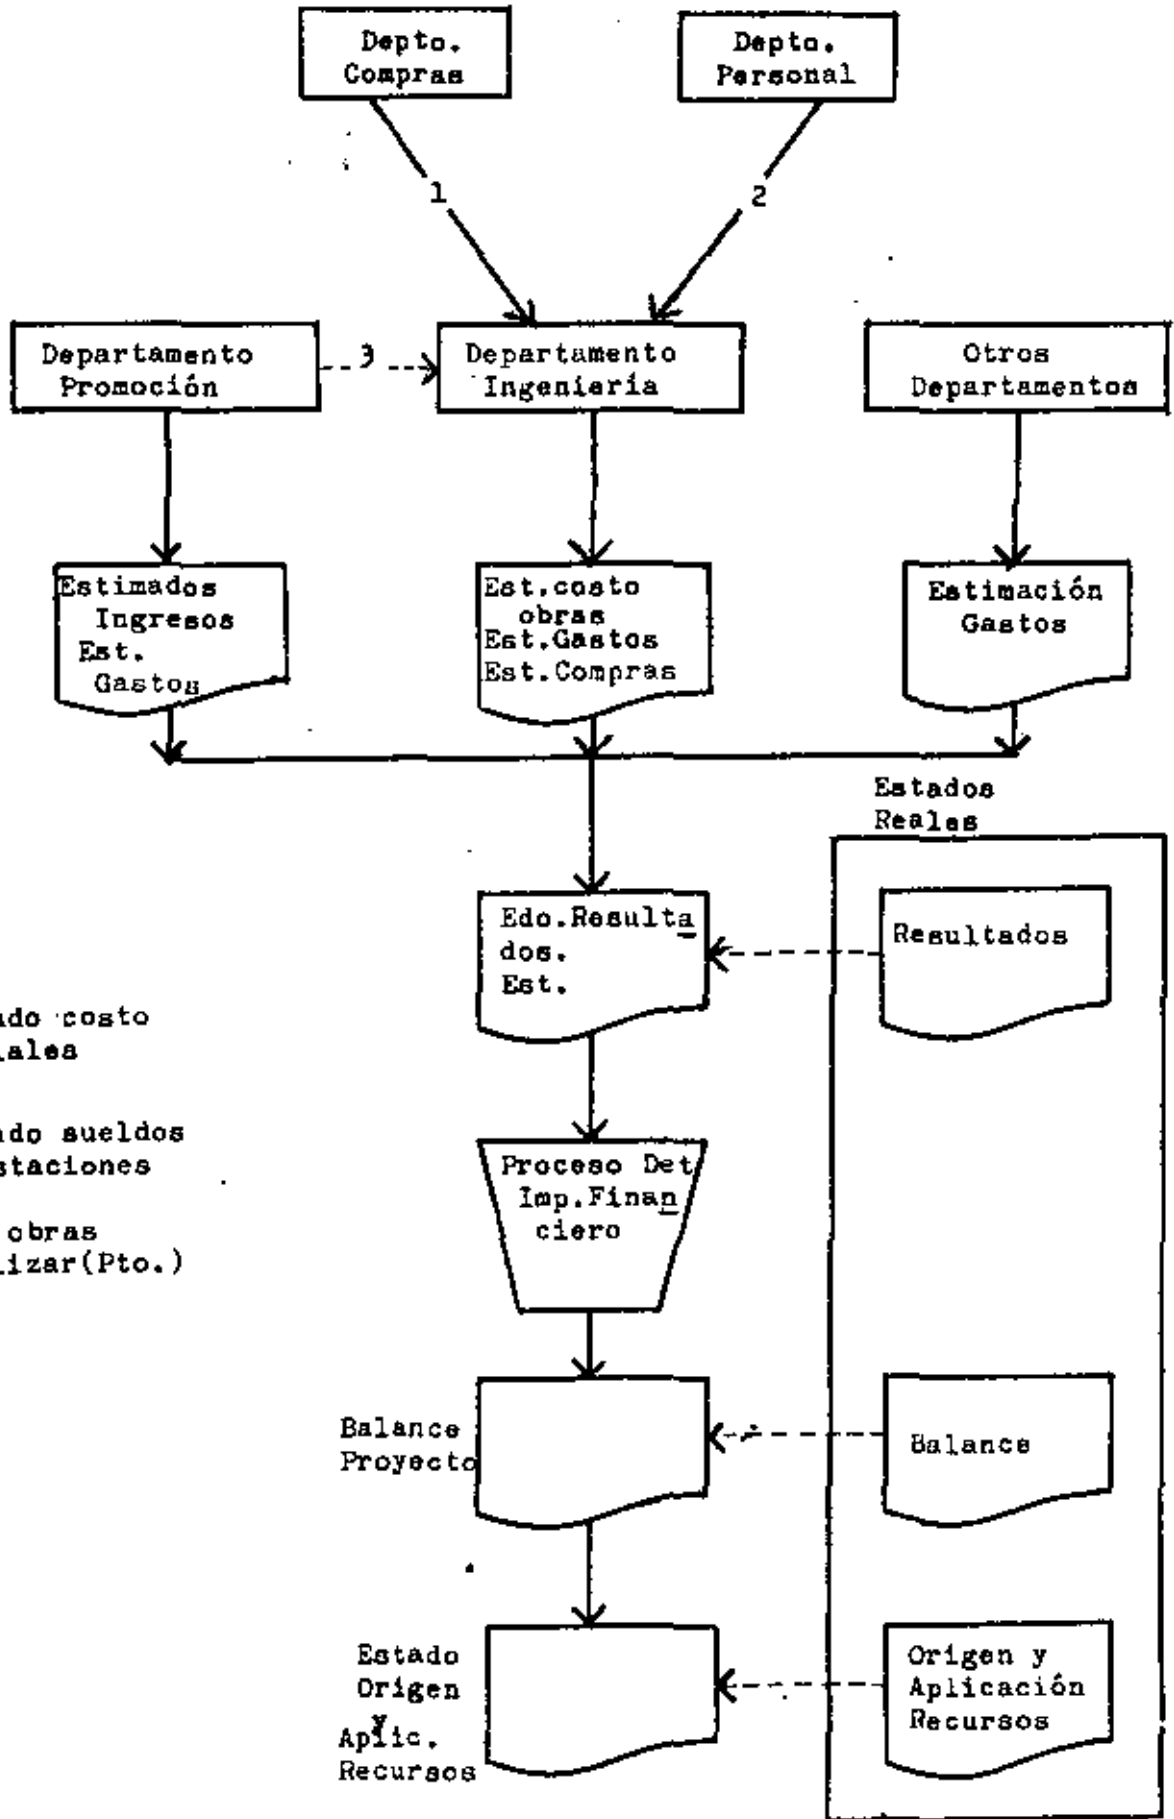 Depto.
Compras
Depto.
Personal
1
2
Departamento
Promoción
3
Departamento
Ingeniería
Otros
Departamentos
Estimados
Ingresos
Est.
Gastos
Est.costo
obras
Est.Gastos
Est.Compras
Estimación
Gastos
Estados
Reales
Edo.Resulta
dos.
Est.
Resultados
ado costo
iales
ado sueldos
staciones
obras
lizar(Pto.)
Proceso Det
Imp.Finan
ciero
Balance
Proyecto
Balance
Estado
Origen
y
Aplic.
Recursos
Origen y
Aplicación
Recursos